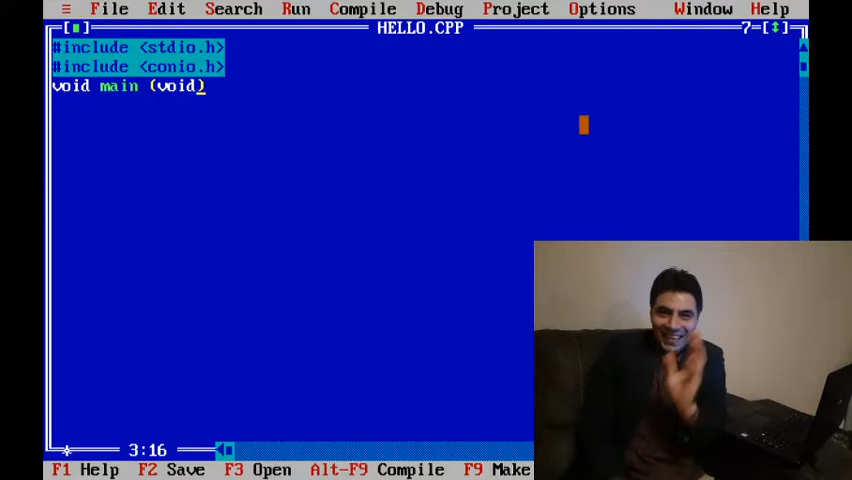 ≡ File Edit Search Run Compile Debug Project Options Window Help
[■] HELLO.CPP 7=[↕]
#include <stdio.h>
#include <conio.h>
void main (void)
3:16
F1 Help F2 Save F3 Open Alt-F9 Compile F9 Make